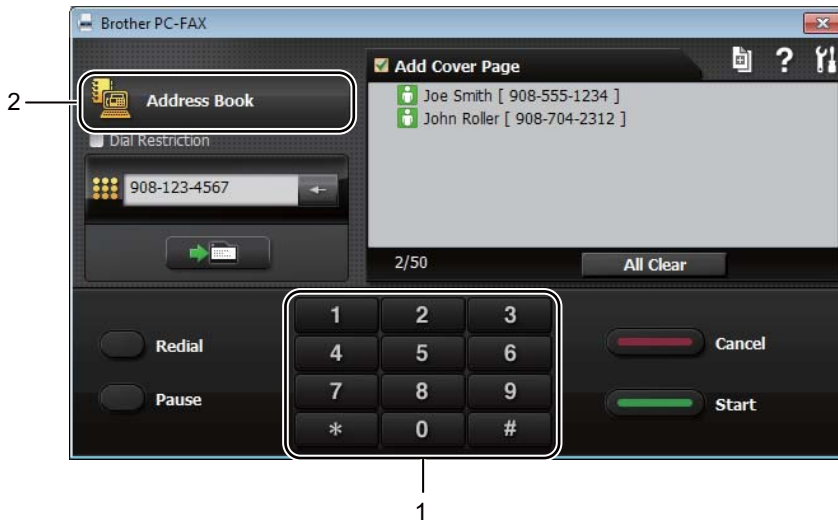 Brother PC-FAX
2
Address Book
Add Cover Page
?
Joe Smith [ 908-555-1234 ]
John Roller [ 908-704-2312 ]
Dial Restriction
908-123-4567
2/50
All Clear
Redial
Pause
1 2 3
4 5 6
7 8 9
* 0 #
Cancel
Start
1